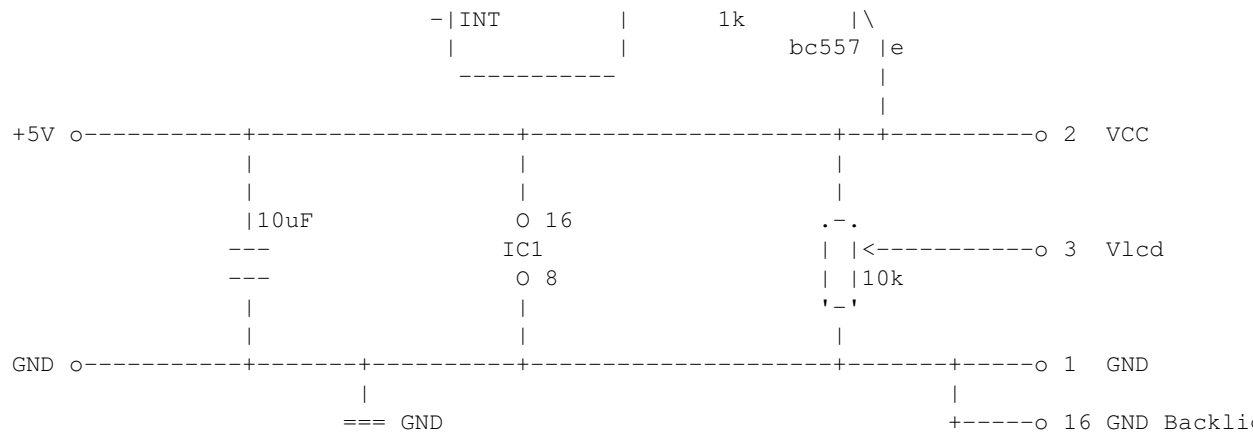 INT 1k
bc557 e
+5V 2 VCC
10uF 16
IC1 3 Vlcd
8 10k
GND 1 GND
GND 16 GND Backli